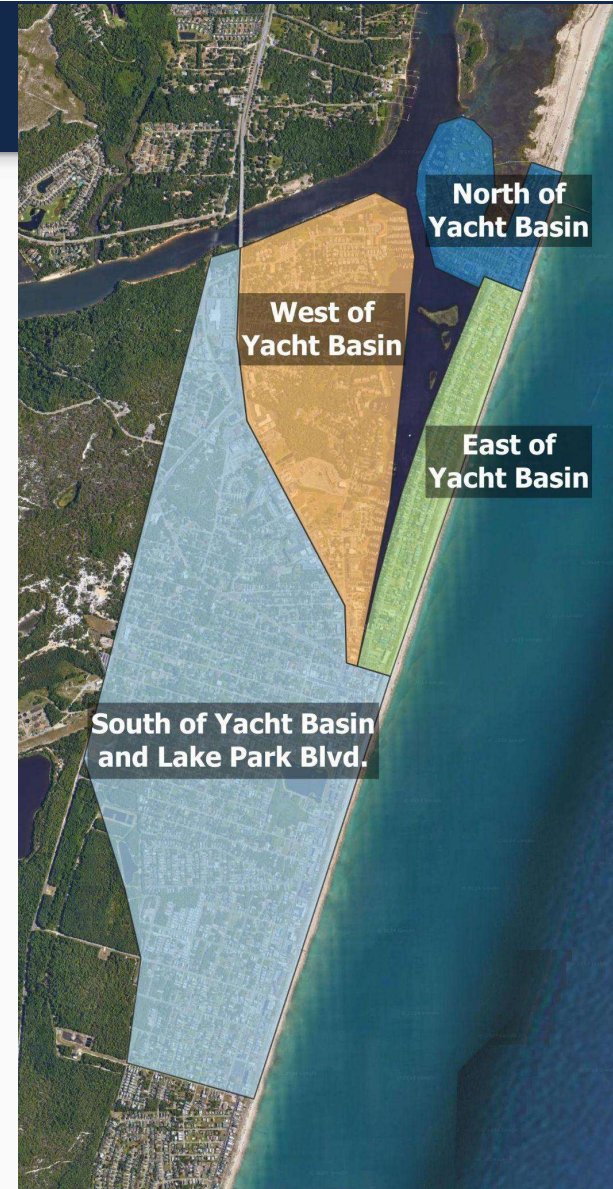 North of
Yacht Basin
West of
Yacht Basin
East of
Yacht Basin
South of Yacht Basin
and Lake Park Blvd.